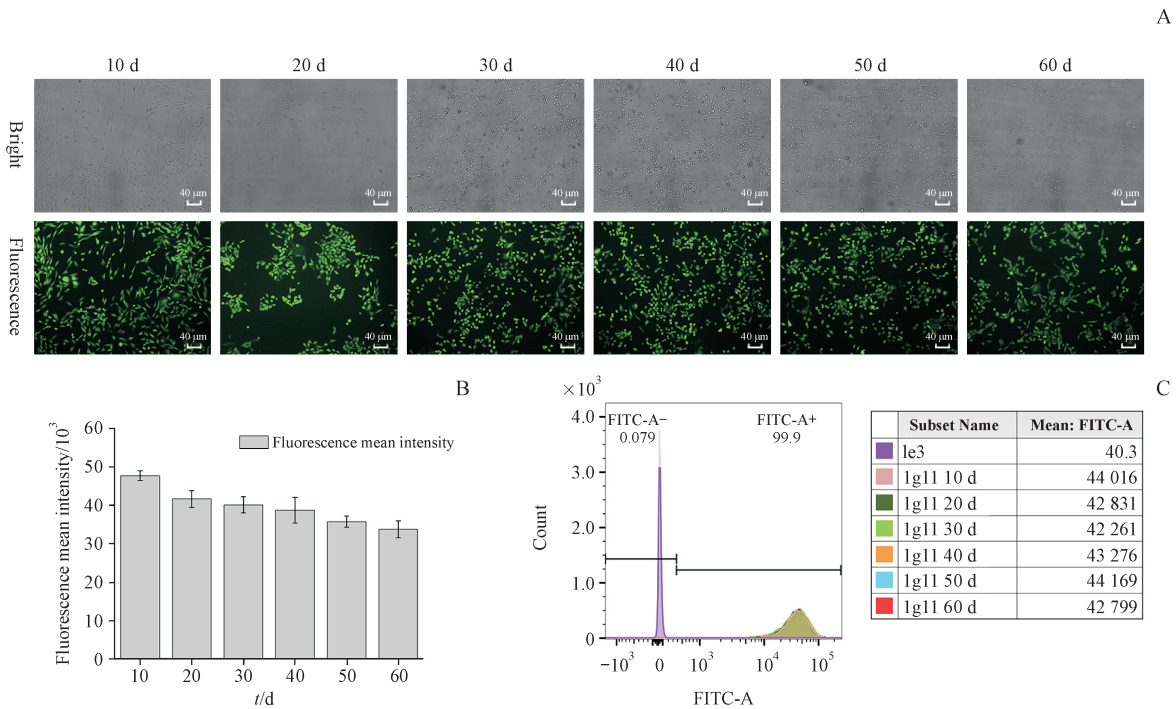 A
10 d 20 d 30 d 40 d 50 d 60 d
Bright
40 μm 40 μm 40 μm 40 μm 40 μm 40 μm
Fluorescence
40 μm 40 μm 40 μm 40 μm 40 μm 40 μm
B
Fluorescence mean intensity/10³
60
50
40
30
20
10
0
Fluorescence mean intensity
10 20 30 40 50 60
t/d
C
×10³
Count
4.0
3.0
2.0
1.0
0
FITC-A−
0.079
FITC-A+
99.9
−10³ 0 10³ 10⁴ 10⁵
FITC-A
Subset Name Mean: FITC-A
le3 40.3
1g11 10 d 44 016
1g11 20 d 42 831
1g11 30 d 42 261
1g11 40 d 43 276
1g11 50 d 44 169
1g11 60 d 42 799